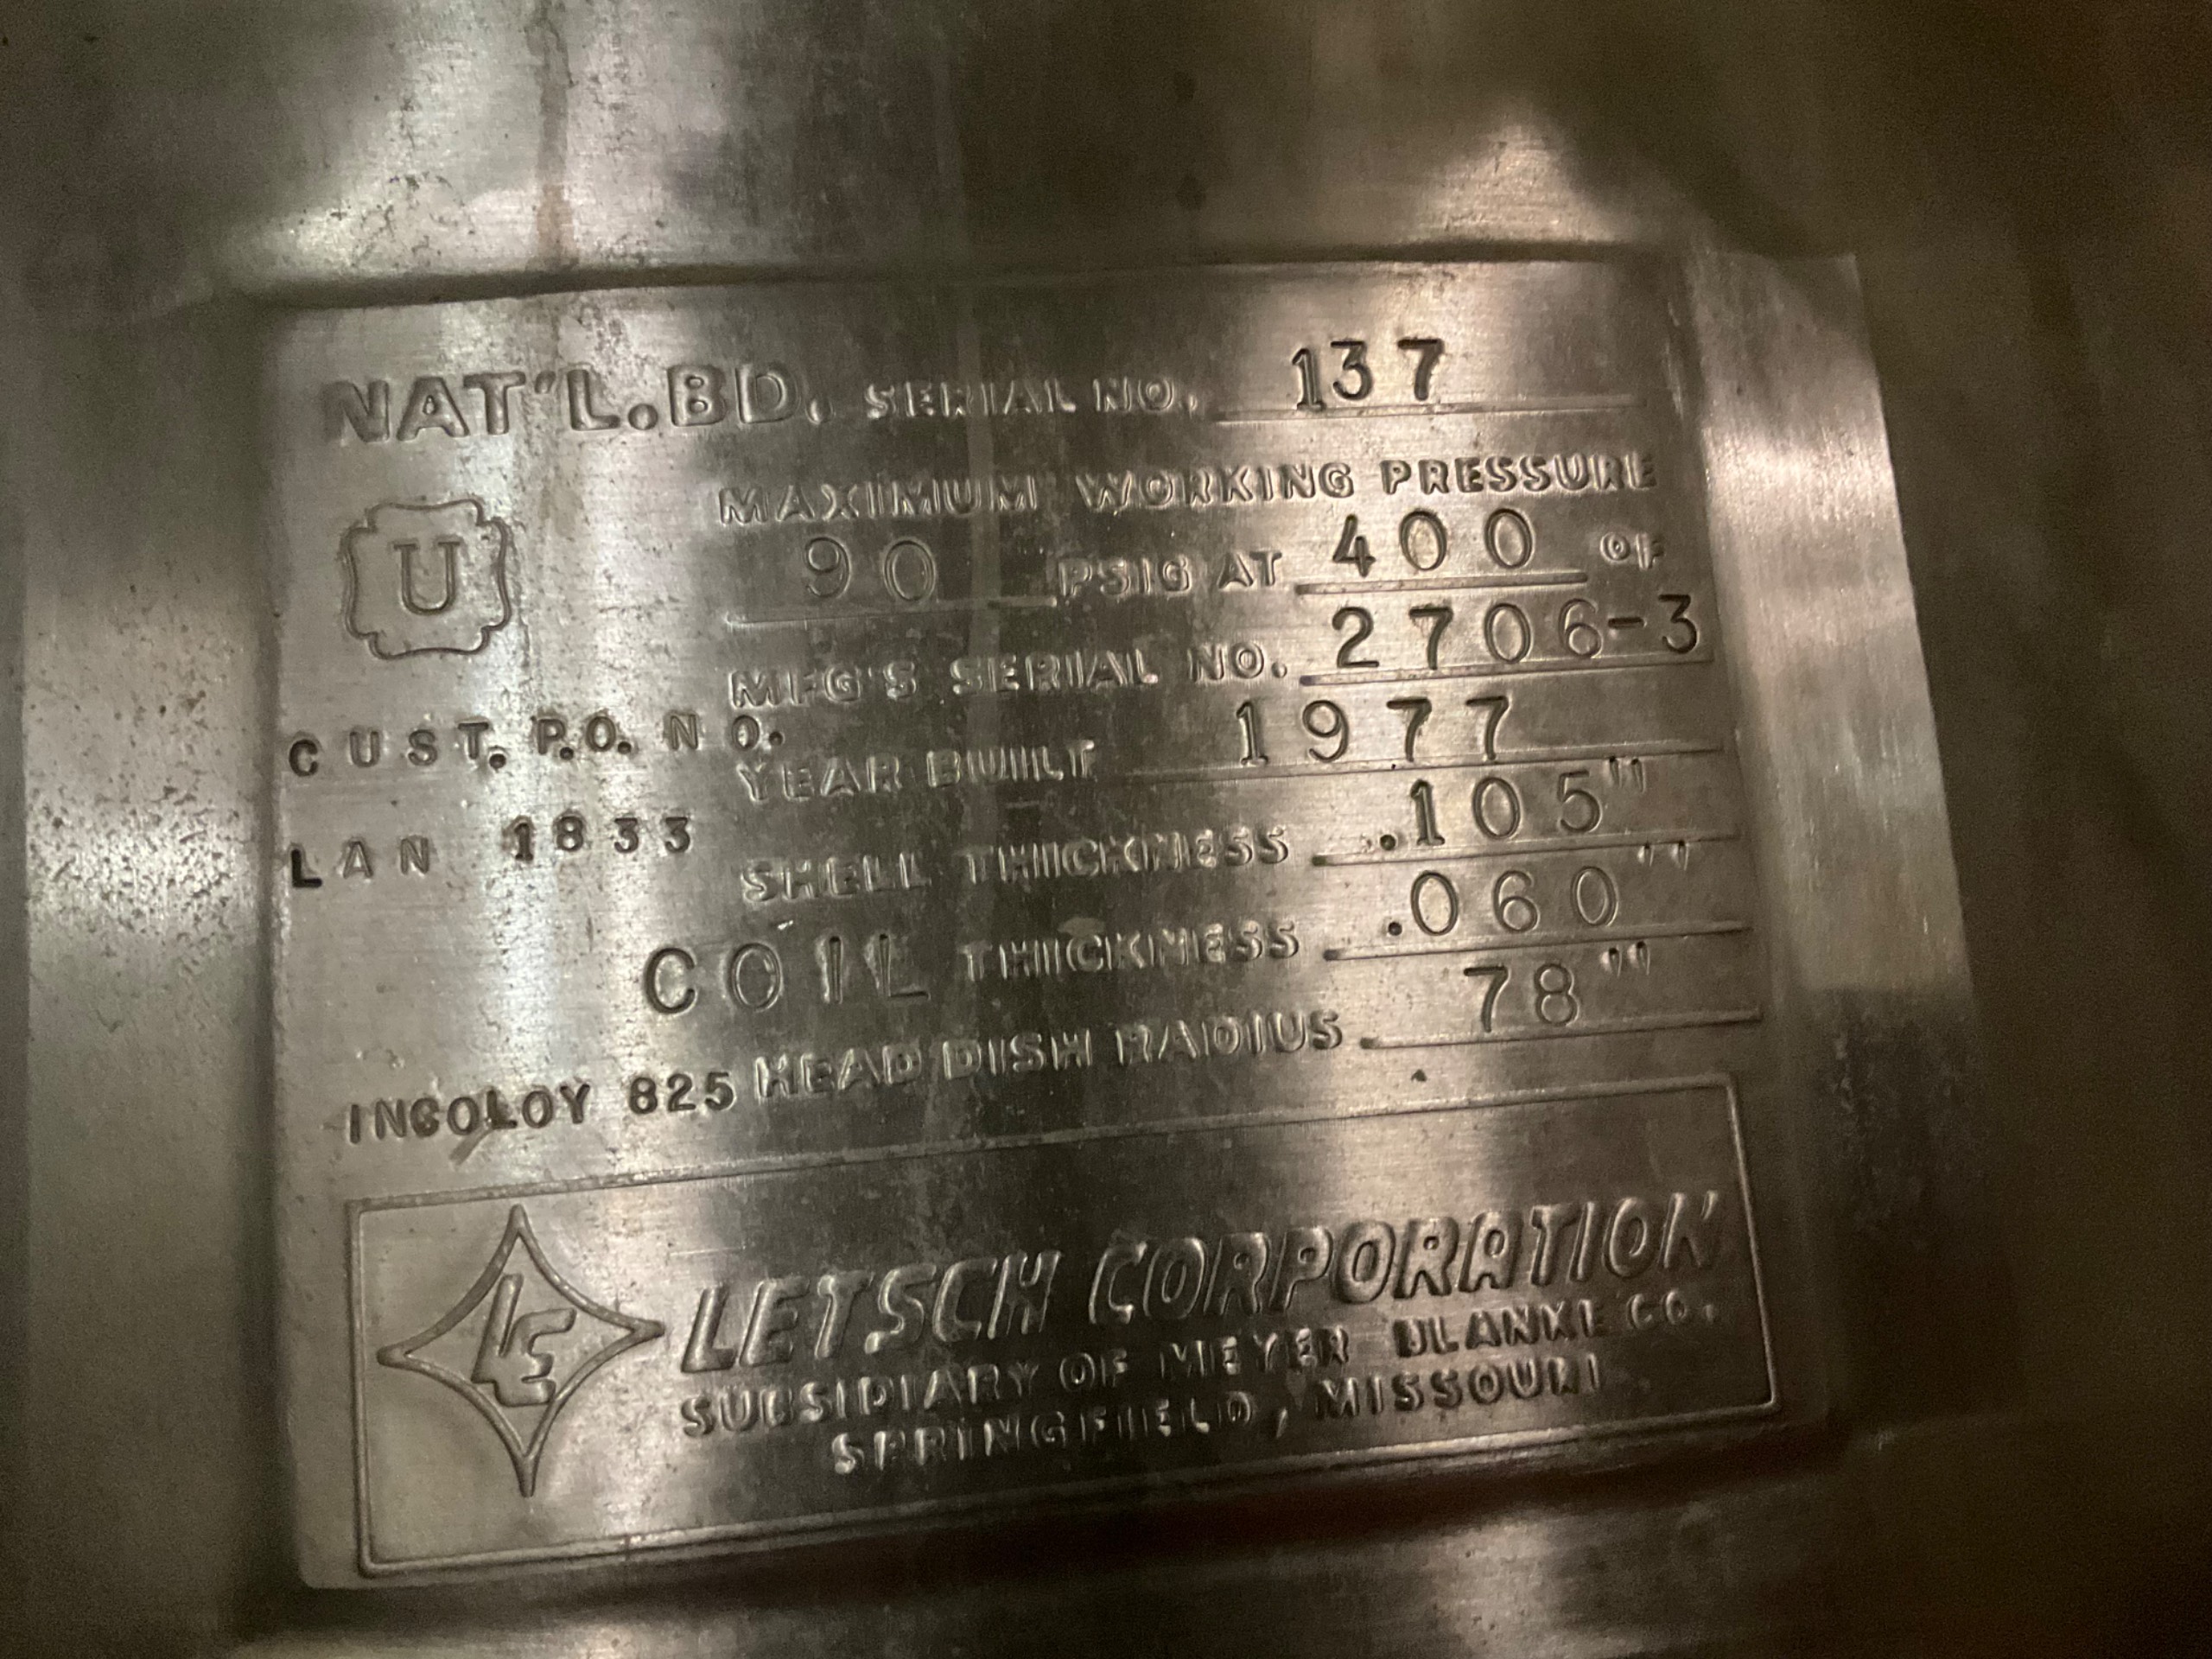 NAT'L.BD. SERIAL NO. 137
U
MAXIMUM WORKING PRESSURE
90 PSIG AT 400 °F
MFG'S SERIAL NO. 2706-3
CUST. P.O. NO.
YEAR BUILT 1977
LAN 1833
SHELL THICKNESS .105"
COIL THICKNESS .060"
INCOLOY 825 HEAD DISH RADIUS 78"
LC
LETSCH CORPORATION
SUBSIDIARY OF MEYER BLANKE CO.
SPRINGFIELD, MISSOURI